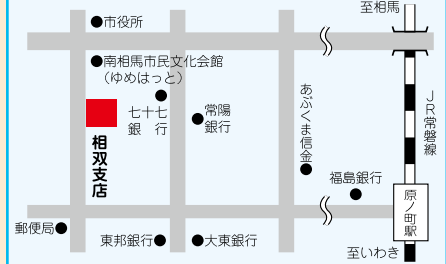 至相馬
市役所
南相馬市民文化会館
（ゆめはっと）
七十七
銀　行
常陽
銀行
あぶくま信金
JR常磐線
相双支店
福島銀行
原ノ町駅
郵便局
東邦銀行
大東銀行
至いわき